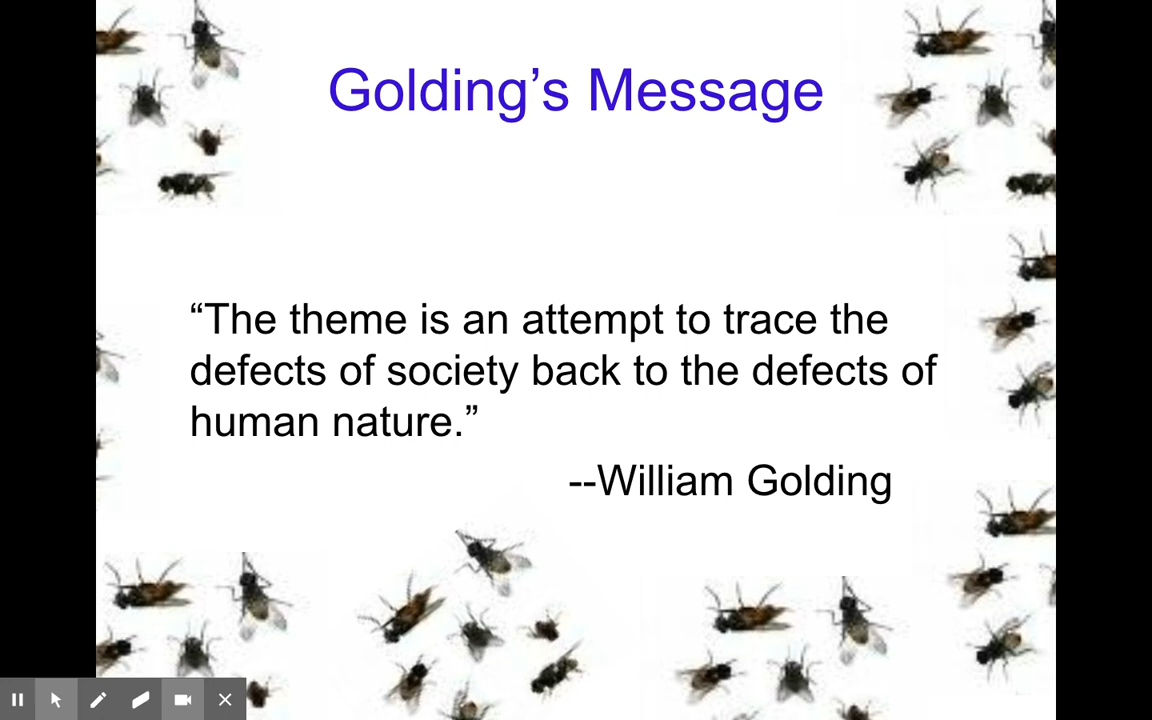 Golding’s Message
“The theme is an attempt to trace the
defects of society back to the defects of
human nature.”
--William Golding